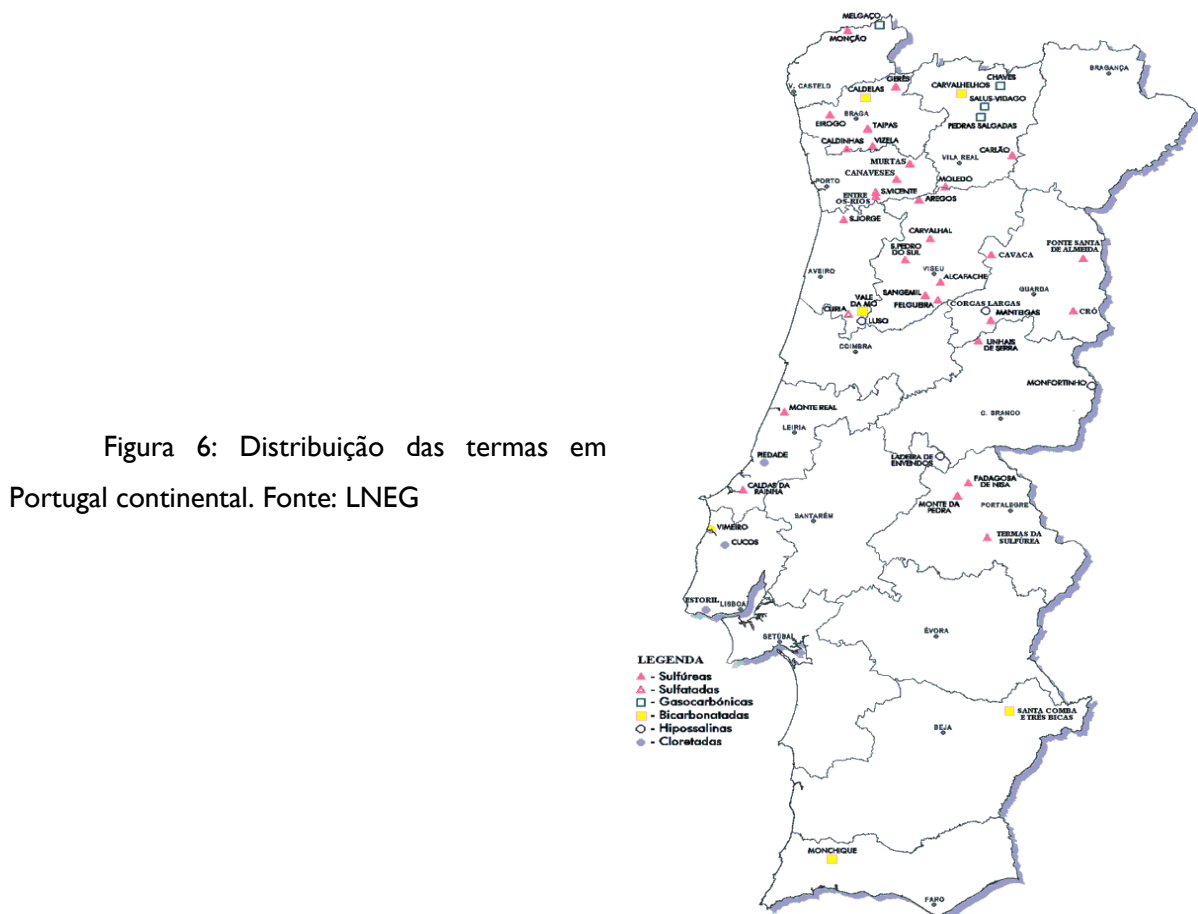 MELGAÇO
MONÇÃO
BRAGANÇA
GERÊS
CHAVES
V. CASTELO
CALDELAS
CARVALHELHOS
SALUS-VIDAGO
EIROGO
BRAGA
TAIPAS
PEDRAS SALGADAS
CALDINHAS
VIZELA
CARLÃO
MURTAS
VILA REAL
CANAVESES
PORTO
MOLEDO
S.VICENTE
ENTRE
OS-RIOS
AREGOS
S.JORGE
CARVALHAL
S.PEDRO
DO SUL
FONTE SANTA
DE ALMEIDA
CAVACA
AVEIRO
VISEU
ALCAFACHE
GUARDA
SANGEMIL
VALE
DA MÓ
FELGUEIRA
CORGAS LARGAS
CURIA
LUSO
MANTEIGAS
CRÓ
COIMBRA
UNHAIS
DE SERRA
MONFORTINHO
MONTE REAL
C. BRANCO
LEIRIA
Figura 6: Distribuição das termas em
Portugal continental. Fonte: LNEG
PIEDADE
LADEIRA DE
ENVENDOS
CALDAS DA
RAINHA
FADAGOSA
DE NISA
MONTE DA
PEDRA
PORTALEGRE
SANTARÉM
VIMEIRO
CUCOS
TERMAS DA
SULFÚREA
ESTORIL
LISBOA
SETÚBAL
ÉVORA
LEGENDA
- Sulfúreas
- Sulfatadas
- Gasocarbónicas
- Bicarbonatadas
- Hipossalinas
- Cloretadas
SANTA COMBA
E TRÊS BICAS
BEJA
MONCHIQUE
FARO